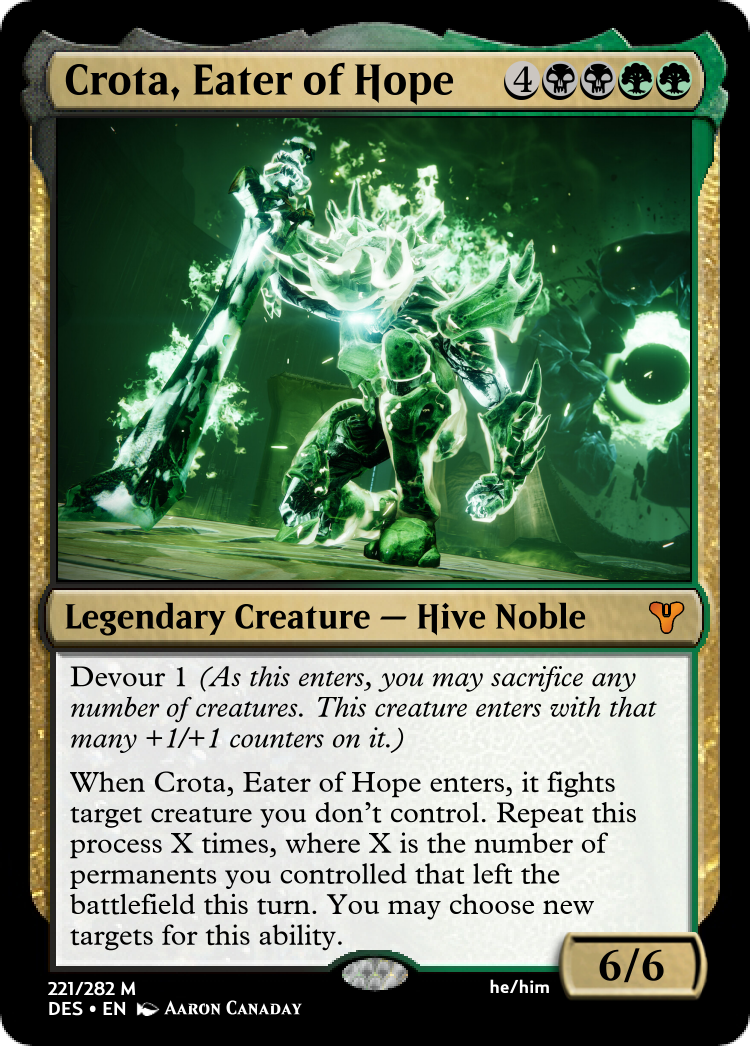 Crota, Eater of Hope 4
Legendary Creature — Hive Noble
Devour 1 (As this enters, you may sacrifice any
number of creatures. This creature enters with that
many +1/+1 counters on it.)
When Crota, Eater of Hope enters, it fights
target creature you don't control. Repeat this
process X times, where X is the number of
permanents you controlled that left the
battlefield this turn. You may choose new
targets for this ability.
6/6
221/282 M
he/him
DES • EN Aaron Canaday